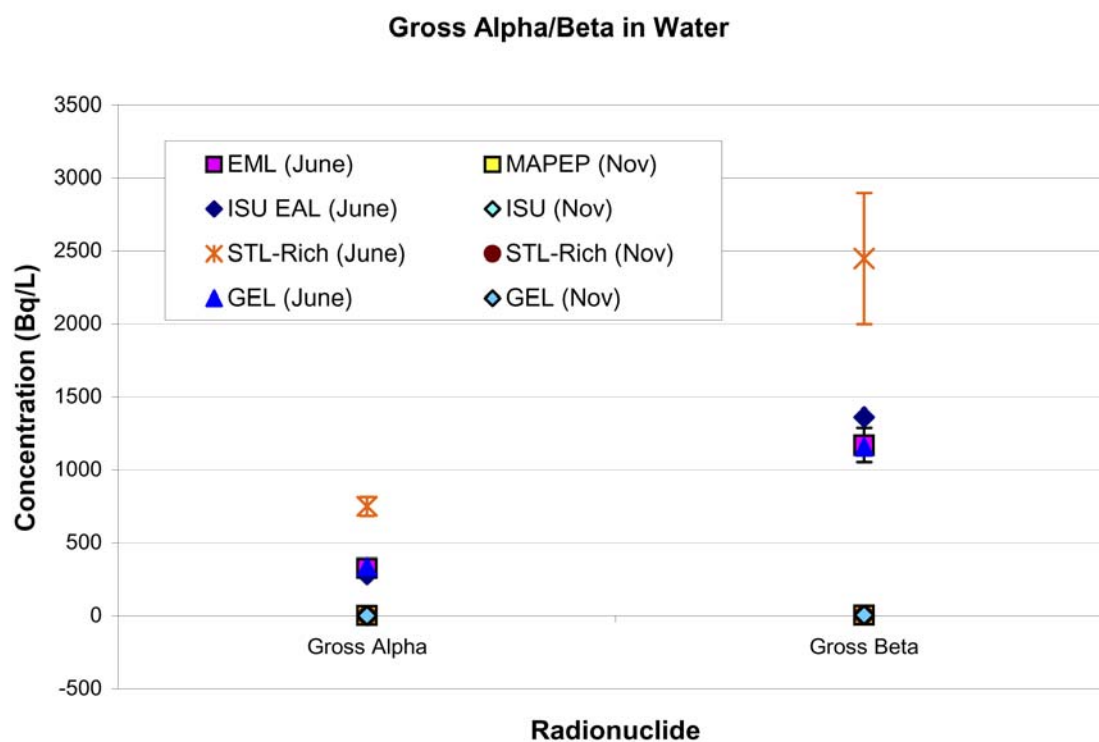 Gross Alpha/Beta in Water
Concentration (Bq/L)
3500
3000
2500
2000
1500
1000
500
0
-500
EML (June) MAPEP (Nov)
ISU EAL (June) ISU (Nov)
STL-Rich (June) STL-Rich (Nov)
GEL (June) GEL (Nov)
Gross Alpha Gross Beta
Radionuclide